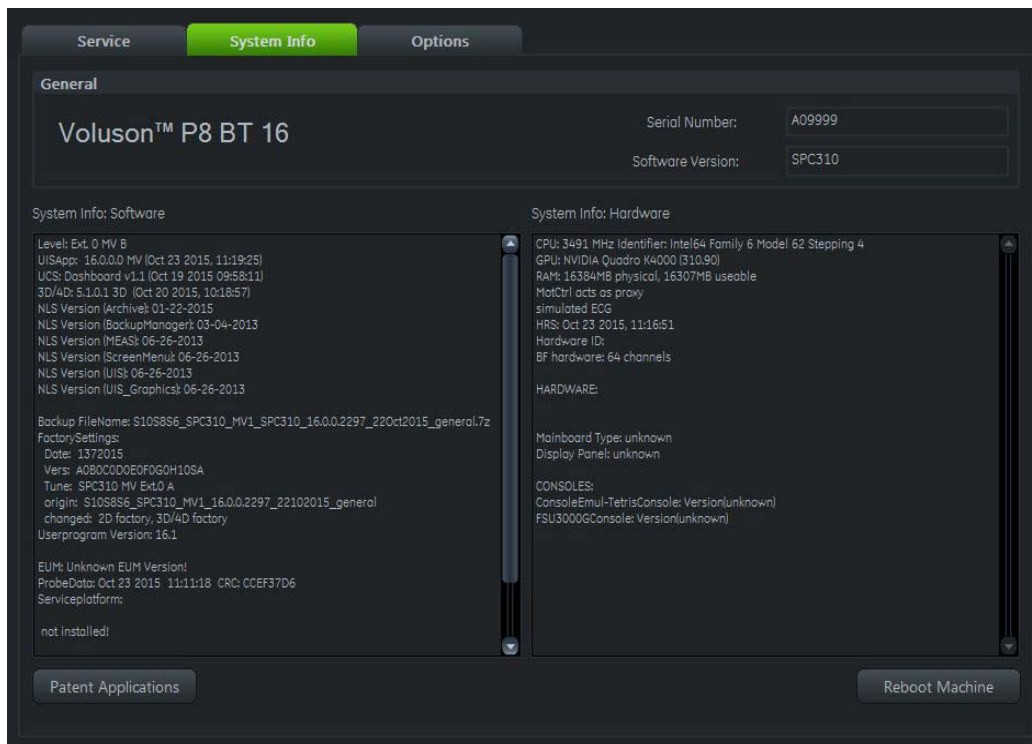 Service
System Info
Options
General
Voluson™ P8 BT 16
Serial Number:
A09999
Software Version:
SPC310
System Info: Software
Level: Ext. 0 MV B
UISApp: 16.0.0.0 MV (Oct 23 2015, 11:19:25)
UCS: Dashboard v1.1 (Oct 19 2015 09:58:11)
3D/4D: 5.1.0.1 3D (Oct 20 2015, 10:18:57)
NLS Version (Archive): 01-22-2015
NLS Version (BackupManager): 03-04-2013
NLS Version (MEAS): 06-26-2013
NLS Version (ScreenMenu): 06-26-2013
NLS Version (UIS): 06-26-2013
NLS Version (UIS_Graphics): 06-26-2013
Backup FileName: S10S8S6_SPC310_MV1_SPC310_16.0.0.2297_22Oct2015_general.7z
FactorySettings:
Date: 1372015
Vers: A0B0C0D0E0F0G0H10SA
Tune: SPC310 MV Ext.0 A
origin: S10S8S6_SPC310_MV1_16.0.0.2297_22102015_general
changed: 2D factory, 3D/4D factory
Userprogram Version: 16.1
EUM: Unknown EUM Version!
ProbeData: Oct 23 2015 11:11:18 CRC: CCEF37D6
Serviceplatform:
not installed!
System Info: Hardware
CPU: 3491 MHz Identifier: Intel64 Family 6 Model 62 Stepping 4
GPU: NVIDIA Quadro K4000 (310.90)
RAM: 16384MB physical, 16307MB useable
MotCtrl acts as proxy
simulated ECG
HRS: Oct 23 2015, 11:16:51
Hardware ID:
BF hardware: 64 channels
HARDWARE:
Mainboard Type: unknown
Display Panel: unknown
CONSOLES:
ConsoleEmul-TetrisConsole: Version(unknown)
FSU3000GConsole: Version(unknown)
Patent Applications
Reboot Machine